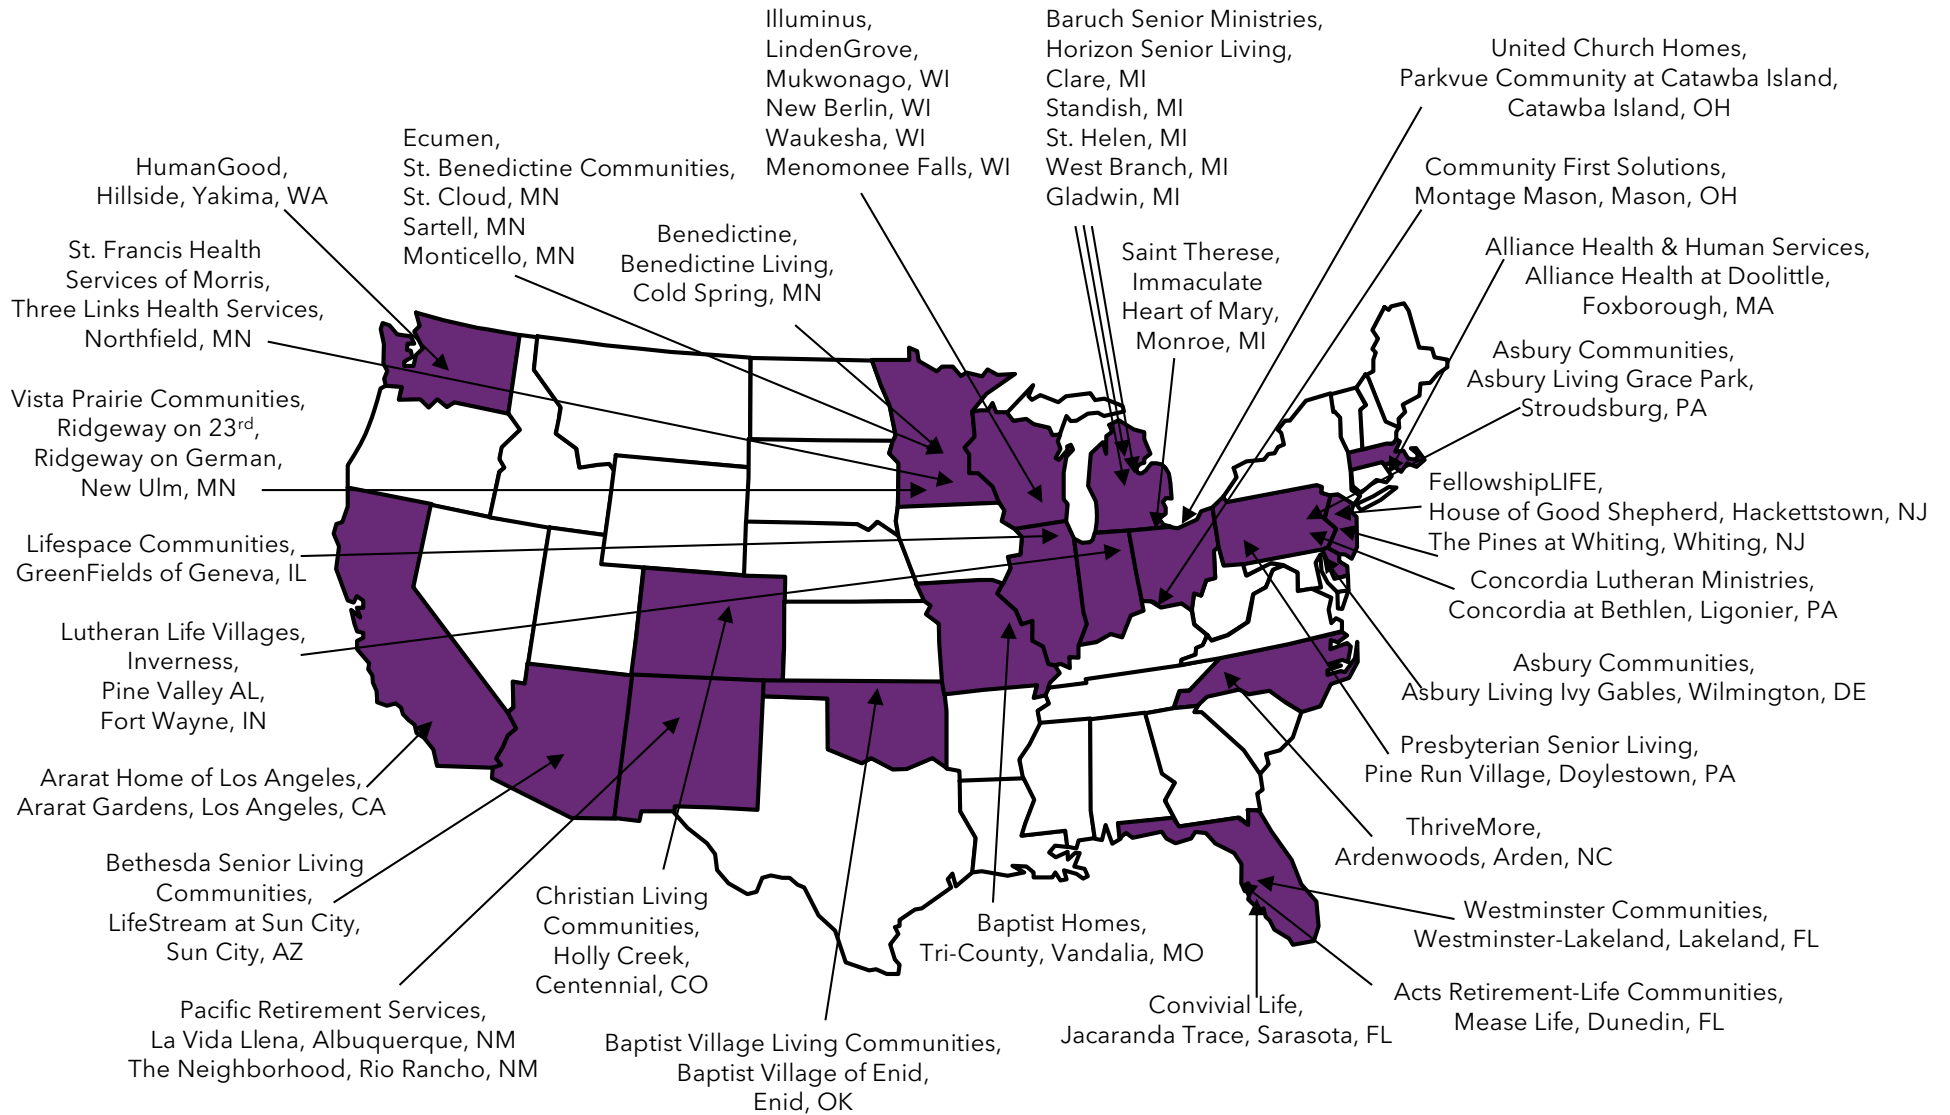 Illuminus,
LindenGrove,
Mukwonago, WI
New Berlin, WI
Waukesha, WI
Menomonee Falls, WI
Baruch Senior Ministries,
Horizon Senior Living,
Clare, MI
Standish, MI
St. Helen, MI
West Branch, MI
Gladwin, MI
United Church Homes,
Parkvue Community at Catawba Island,
Catawba Island, OH
Ecumen,
St. Benedictine Communities,
St. Cloud, MN
Sartell, MN
Monticello, MN
HumanGood,
Hillside, Yakima, WA
Community First Solutions,
Montage Mason, Mason, OH
Benedictine,
Benedictine Living,
Cold Spring, MN
St. Francis Health
Services of Morris,
Three Links Health Services,
Northfield, MN
Saint Therese,
Immaculate
Heart of Mary,
Monroe, MI
Alliance Health & Human Services,
Alliance Health at Doolittle,
Foxborough, MA
Asbury Communities,
Asbury Living Grace Park,
Stroudsburg, PA
Vista Prairie Communities,
Ridgeway on 23rd,
Ridgeway on German,
New Ulm, MN
FellowshipLIFE,
House of Good Shepherd, Hackettstown, NJ
The Pines at Whiting, Whiting, NJ
Lifespace Communities,
GreenFields of Geneva, IL
Concordia Lutheran Ministries,
Concordia at Bethlen, Ligonier, PA
Lutheran Life Villages,
Inverness,
Pine Valley AL,
Fort Wayne, IN
Asbury Communities,
Asbury Living Ivy Gables, Wilmington, DE
Presbyterian Senior Living,
Pine Run Village, Doylestown, PA
Ararat Home of Los Angeles,
Ararat Gardens, Los Angeles, CA
ThriveMore,
Ardenwoods, Arden, NC
Bethesda Senior Living
Communities,
LifeStream at Sun City,
Sun City, AZ
Christian Living
Communities,
Holly Creek,
Centennial, CO
Baptist Homes,
Tri-County, Vandalia, MO
Westminster Communities,
Westminster-Lakeland, Lakeland, FL
Pacific Retirement Services,
La Vida Llena, Albuquerque, NM
The Neighborhood, Rio Rancho, NM
Convivial Life,
Jacaranda Trace, Sarasota, FL
Acts Retirement-Life Communities,
Mease Life, Dunedin, FL
Baptist Village Living Communities,
Baptist Village of Enid,
Enid, OK